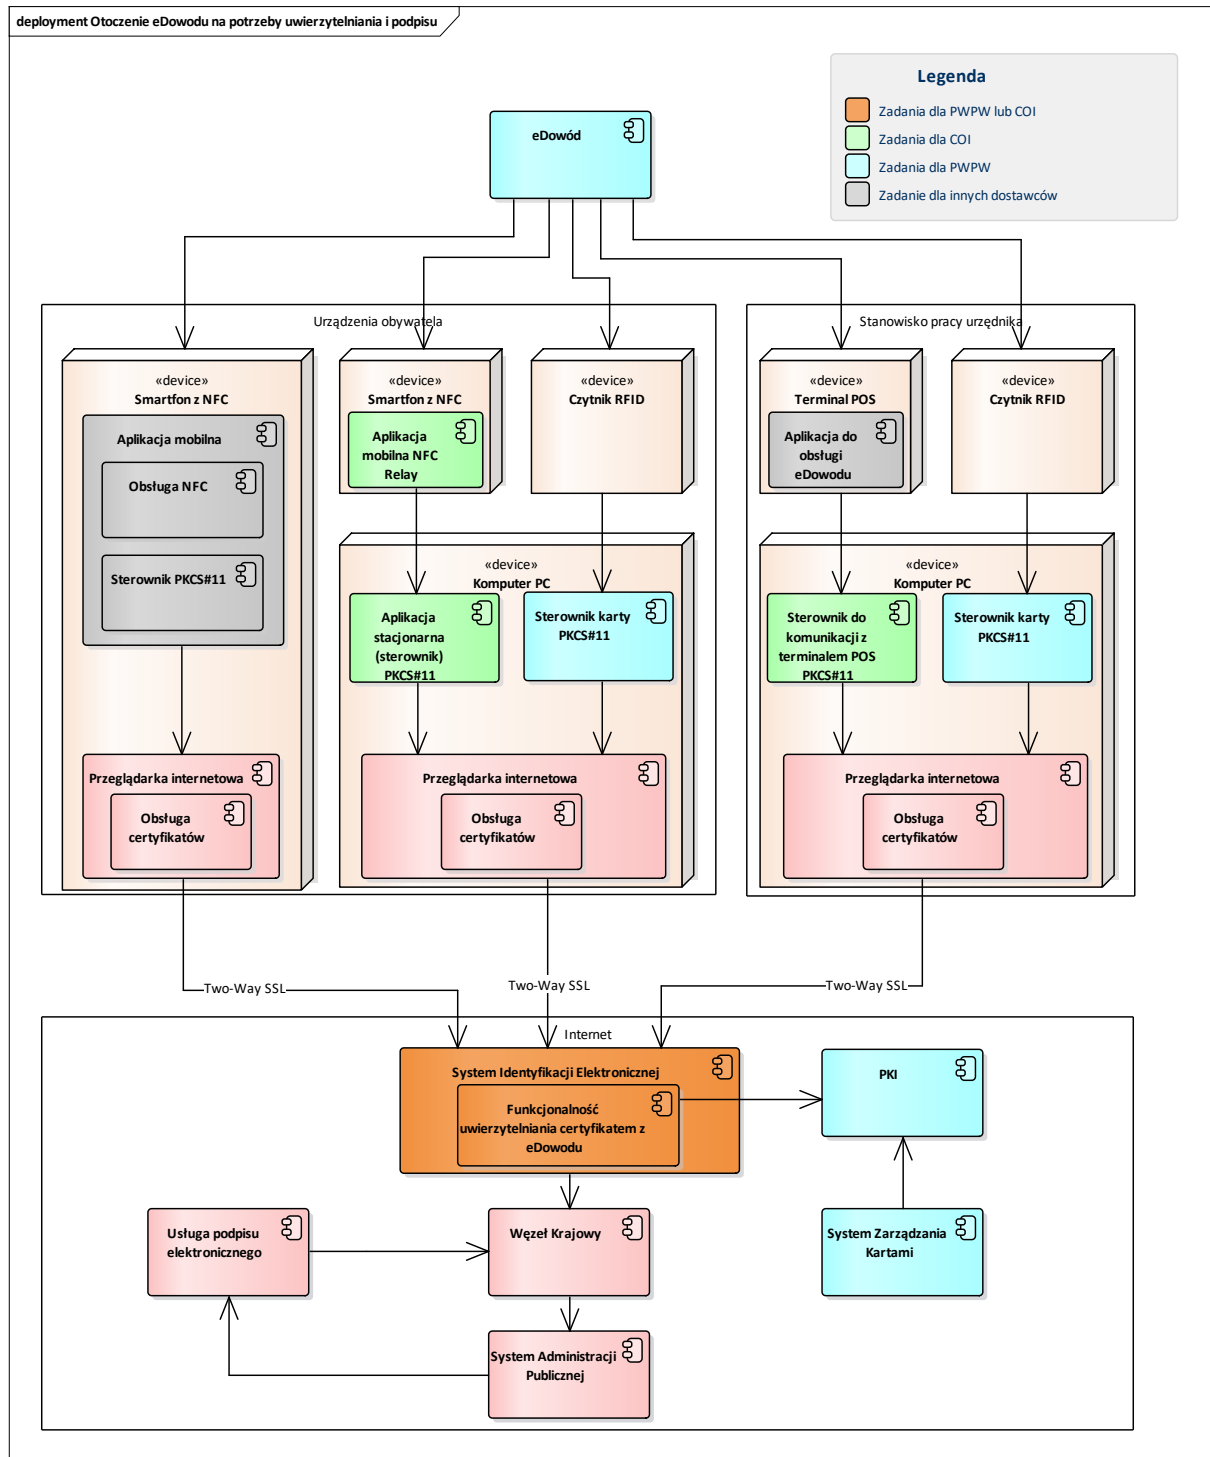 deployment Otoczenie eDowodu na potrzeby uwierzytelniania i podpisu
Legenda
Zadania dla PWPW lub COI
Zadania dla COI
Zadania dla PWPW
Zadanie dla innych dostawców
eDowód
Urządzenia obywatela
Stanowisko pracy urzędnika
«device»
Smartfon z NFC
Aplikacja mobilna
Obsługa NFC
Sterownik PKCS#11
Przeglądarka internetowa
Obsługa
certyfikatów
«device»
Smartfon z NFC
Aplikacja
mobilna NFC
Relay
«device»
Czytnik RFID
«device»
Komputer PC
Aplikacja
stacjonarna
(sterownik)
PKCS#11
Sterownik karty
PKCS#11
Przeglądarka internetowa
Obsługa
certyfikatów
«device»
Terminal POS
Aplikacja do
obsługi
eDowodu
«device»
Czytnik RFID
«device»
Komputer PC
Sterownik do
komunikacji z
terminalem POS
PKCS#11
Sterownik karty
PKCS#11
Przeglądarka internetowa
Obsługa
certyfikatów
Two-Way SSL
Two-Way SSL
Two-Way SSL
Internet
System Identyfikacji Elektronicznej
Funkcjonalność
uwierzytelniania certyfikatem z
eDowodu
PKI
Usługa podpisu
elektronicznego
Węzeł Krajowy
System Zarządzania
Kartami
System Administracji
Publicznej